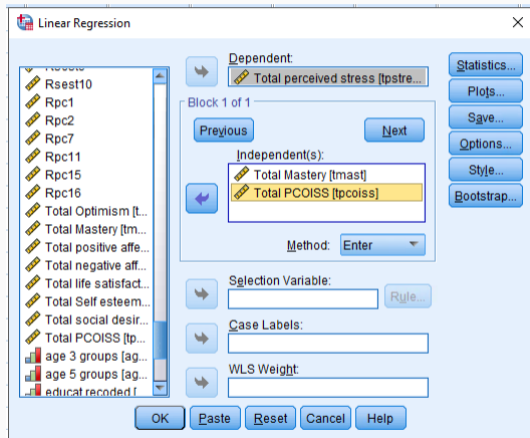 Linear Regression
Rsest10
Rpc1
Rpc2
Rpc7
Rpc11
Rpc15
Rpc16
Total Optimism [t...
Total Mastery [tm...
Total positive affe...
Total negative aff...
Total life satisfact...
Total Self esteem...
Total social desir...
Total PCOISS [tp...
age 3 groups [ag...
age 5 groups [ag...
educat recoded [
Dependent:
Total perceived stress [tpstre...
Block 1 of 1
Previous
Next
Independent(s):
Total Mastery [tmast]
Total PCOISS [tpcoiss]
Method:
Enter
Selection Variable:
Rule...
Case Labels:
WLS Weight:
Statistics...
Plots...
Save...
Options...
Style...
Bootstrap...
OK
Paste
Reset
Cancel
Help